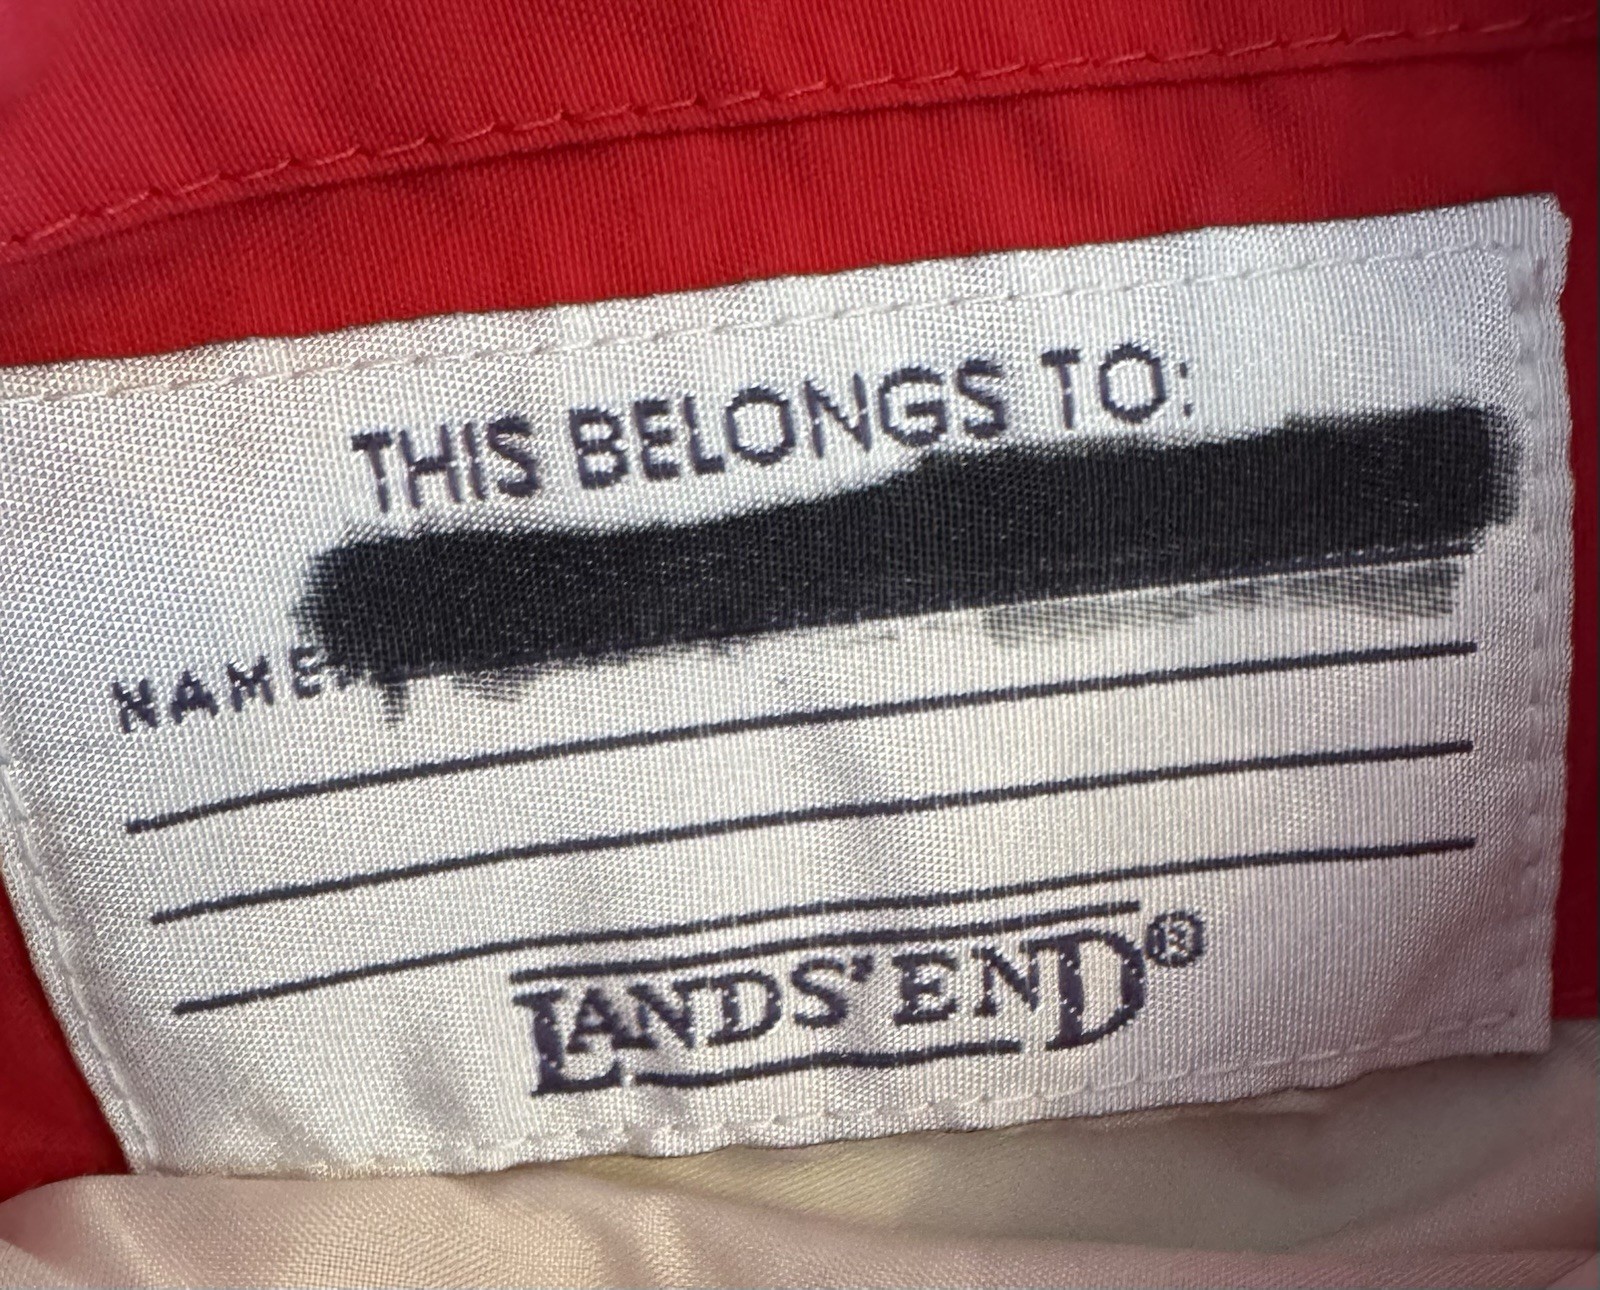 THIS BELONGS TO:
NAME
LANDS' END®